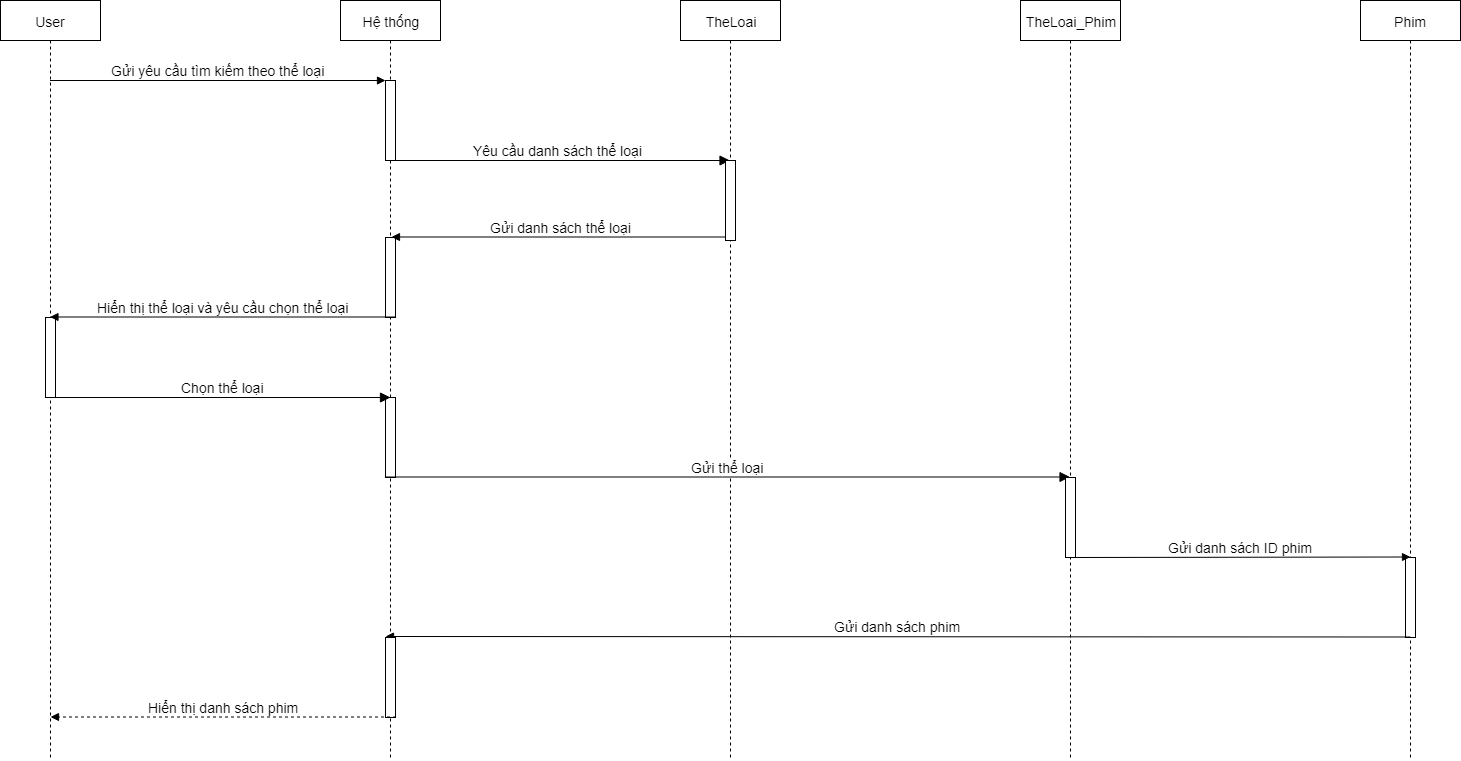 User
Hệ thống
TheLoai
TheLoai_Phim
Phim
Gửi yêu cầu tìm kiếm theo thể loại
Yêu cầu danh sách thể loại
Gửi danh sách thể loại
Hiển thị thể loại và yêu cầu chọn thể loại
Chọn thể loại
Gửi thể loại
Gửi danh sách ID phim
Gửi danh sách phim
Hiển thị danh sách phim